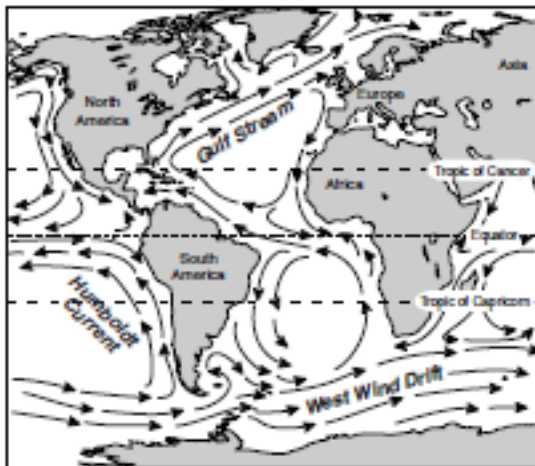 Asia
North
America
Europe
Gulf Stream
Tropic of Cancer
Africa
Equator
South
America
Humboldt
Current
Tropic of Capricorn
West Wind Drift